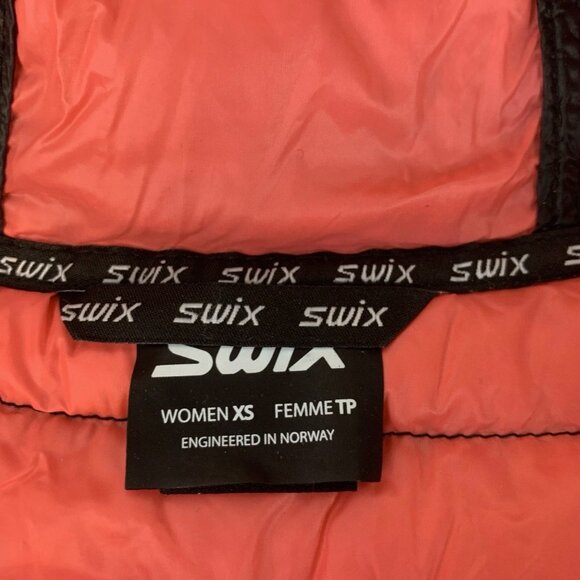 swix swix swix swix swix
swix swix swix
swix
WOMEN XS FEMME TP
ENGINEERED IN NORWAY